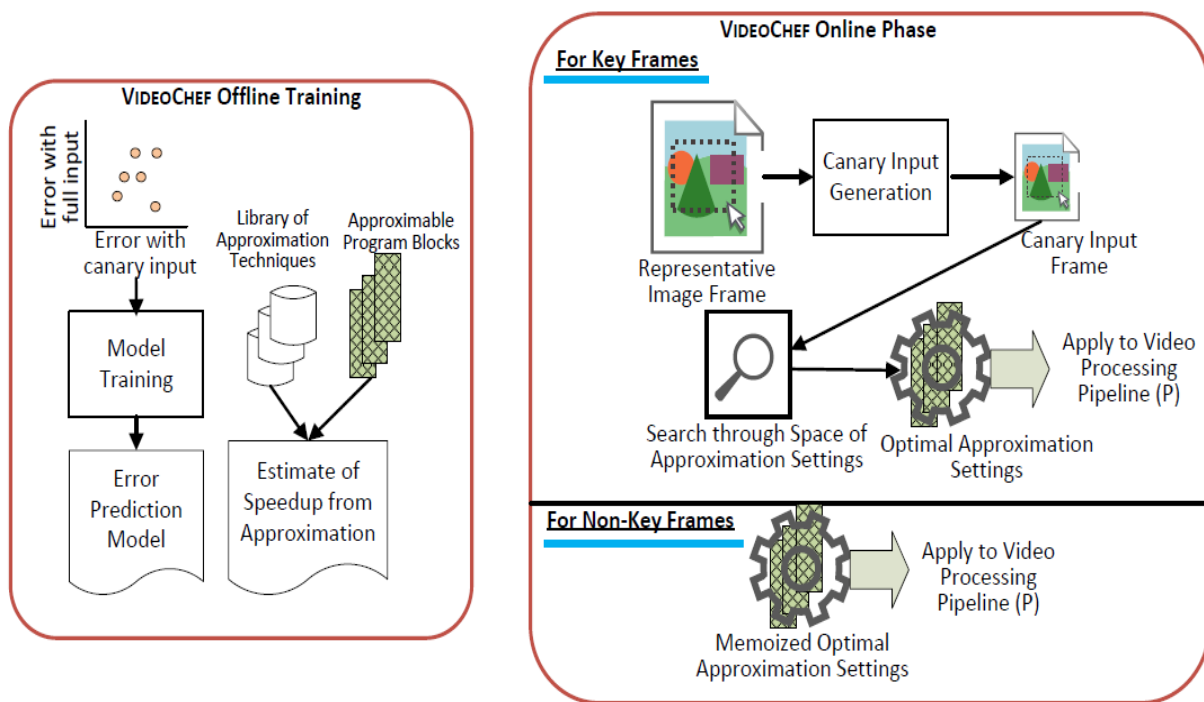 VIDEOCHEF Offline Training
Error with
full input
Error with
canary input
Library of
Approximation
Techniques
Approximable
Program Blocks
Model
Training
Error
Prediction
Model
Estimate of
Speedup from
Approximation
VIDEOCHEF Online Phase
For Key Frames
Representative
Image Frame
Canary Input
Generation
Canary Input
Frame
Search through Space of
Approximation Settings
Optimal Approximation
Settings
Apply to Video
Processing
Pipeline (P)
For Non-Key Frames
Memoized Optimal
Approximation Settings
Apply to Video
Processing
Pipeline (P)